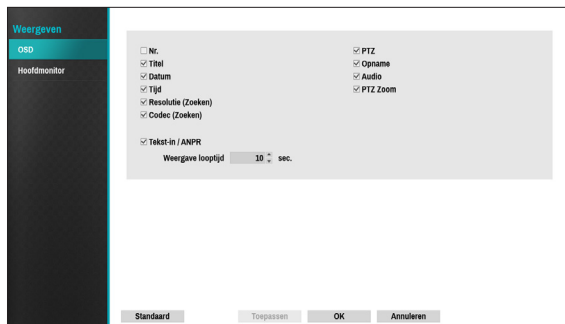 Weergeven
OSD
Hoofdmonitor
Nr.
Titel
Datum
Tijd
Resolutie (Zoeken)
Codec (Zoeken)
PTZ
Opname
Audio
PTZ Zoom
Tekst-in / ANPR
Weergave looptijd 10 sec.
Standaard Toepassen OK Annuleren